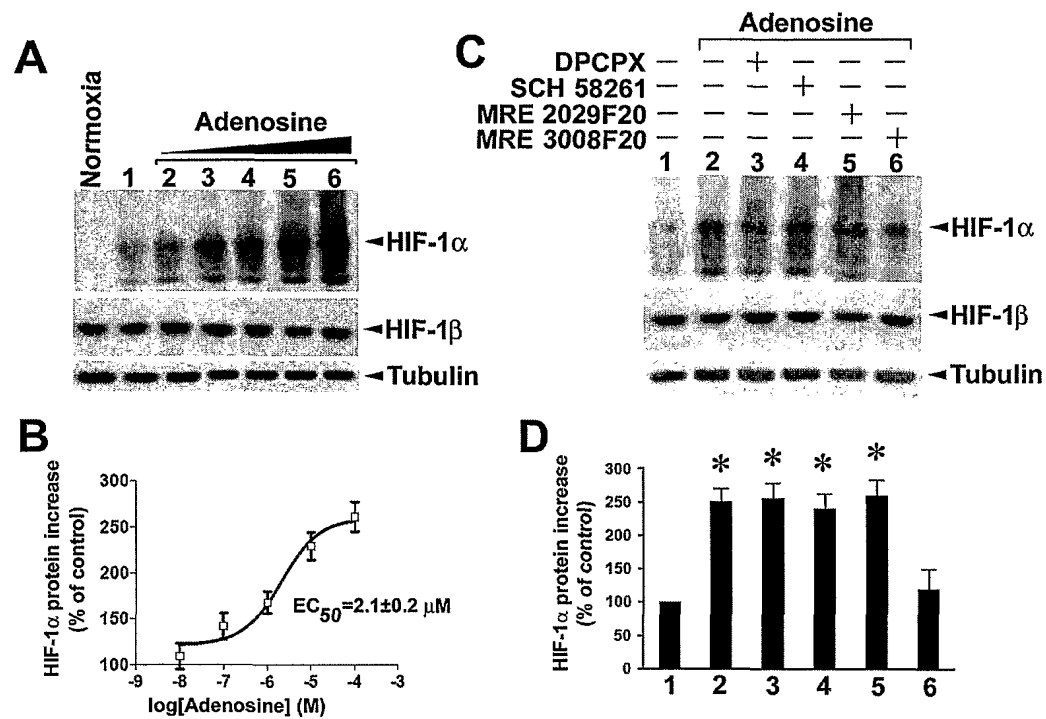 A
Normoxia
Adenosine
1 2 3 4 5 6
HIF-1α
HIF-1β
Tubulin
C
Adenosine
DPCPX — — + — — —
SCH 58261 — — — + — —
MRE 2029F20 — — — — + —
MRE 3008F20 — — — — — +
1 2 3 4 5 6
HIF-1α
HIF-1β
Tubulin
B
HIF-1α protein increase
(% of control)
300
250
200
150
100
EC50=2.1±0.2 μM
-8 -7 -6 -5 -4 -3
log[Adenosine] (M)
D
HIF-1α protein increase
(% of control)
300
250
200
150
100
50
0
* * * *
1 2 3 4 5 6